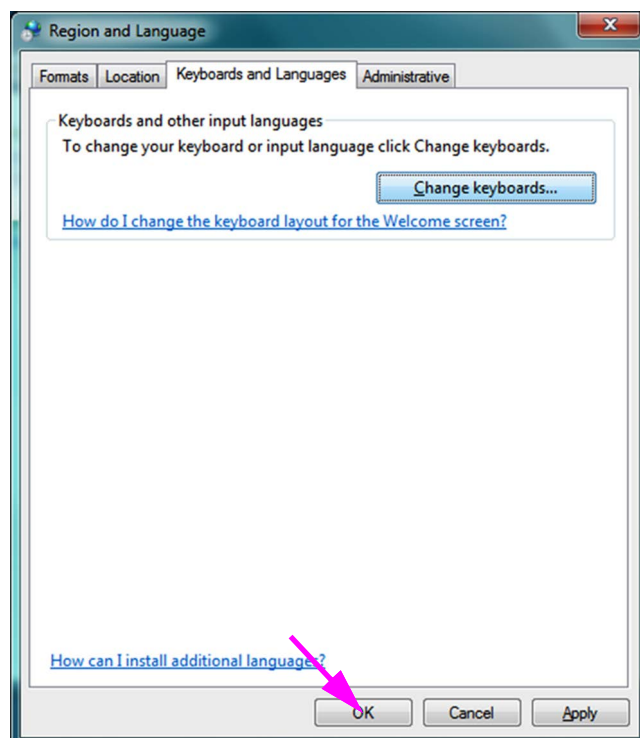 Region and Language
Formats Location Keyboards and Languages Administrative
Keyboards and other input languages
To change your keyboard or input language click Change keyboards.
Change keyboards...
How do I change the keyboard layout for the Welcome screen?
How can I install additional languages?
OK Cancel Apply